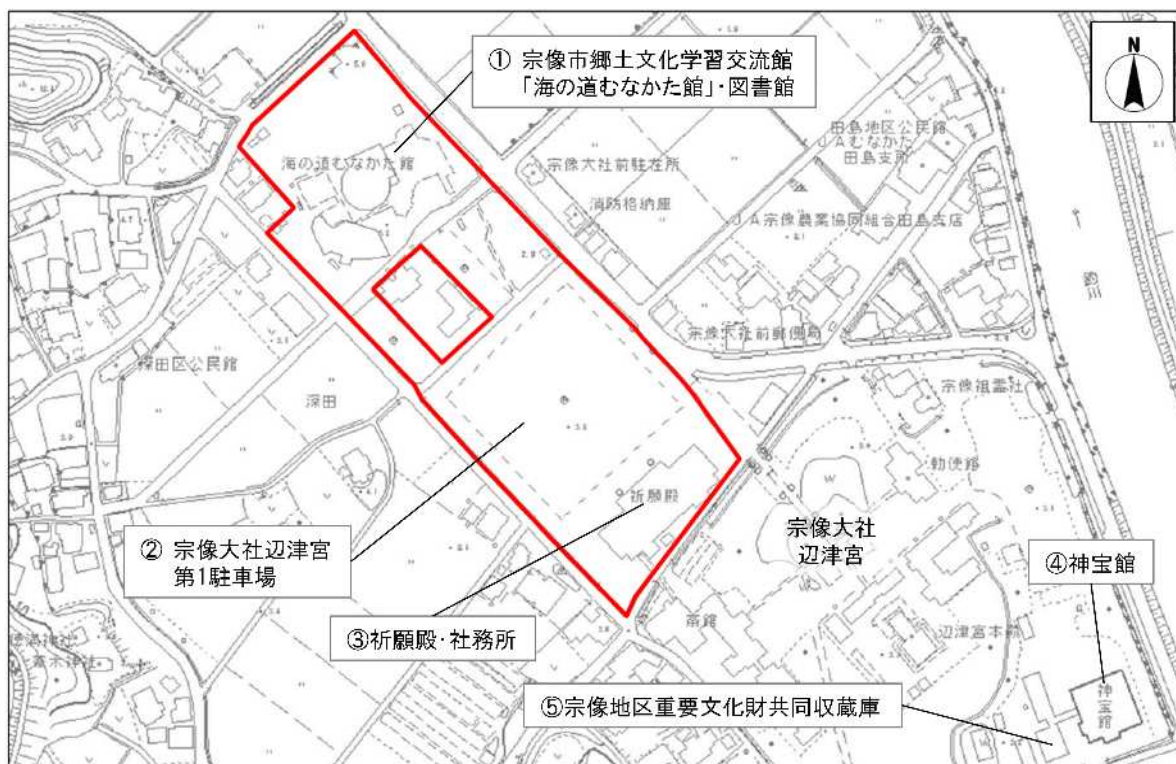 N
① 宗像市郷土文化学習交流館
「海の道むなかた館」・図書館
田島地区公民館
JAむなかた
田島支所
海の道むなかた館
宗像大社前駐在所
消防格納庫
JA宗像農業協同組合田島支店
釣川
宗像大社前郵便局
深田区公民館
深田
宗像祖霊社
勅使館
祈願殿
宗像大社
辺津宮
② 宗像大社辺津宮
第1駐車場
④神宝館
③祈願殿・社務所
斎館
辺津宮本殿
神宝館
⑤宗像地区重要文化財共同収蔵庫